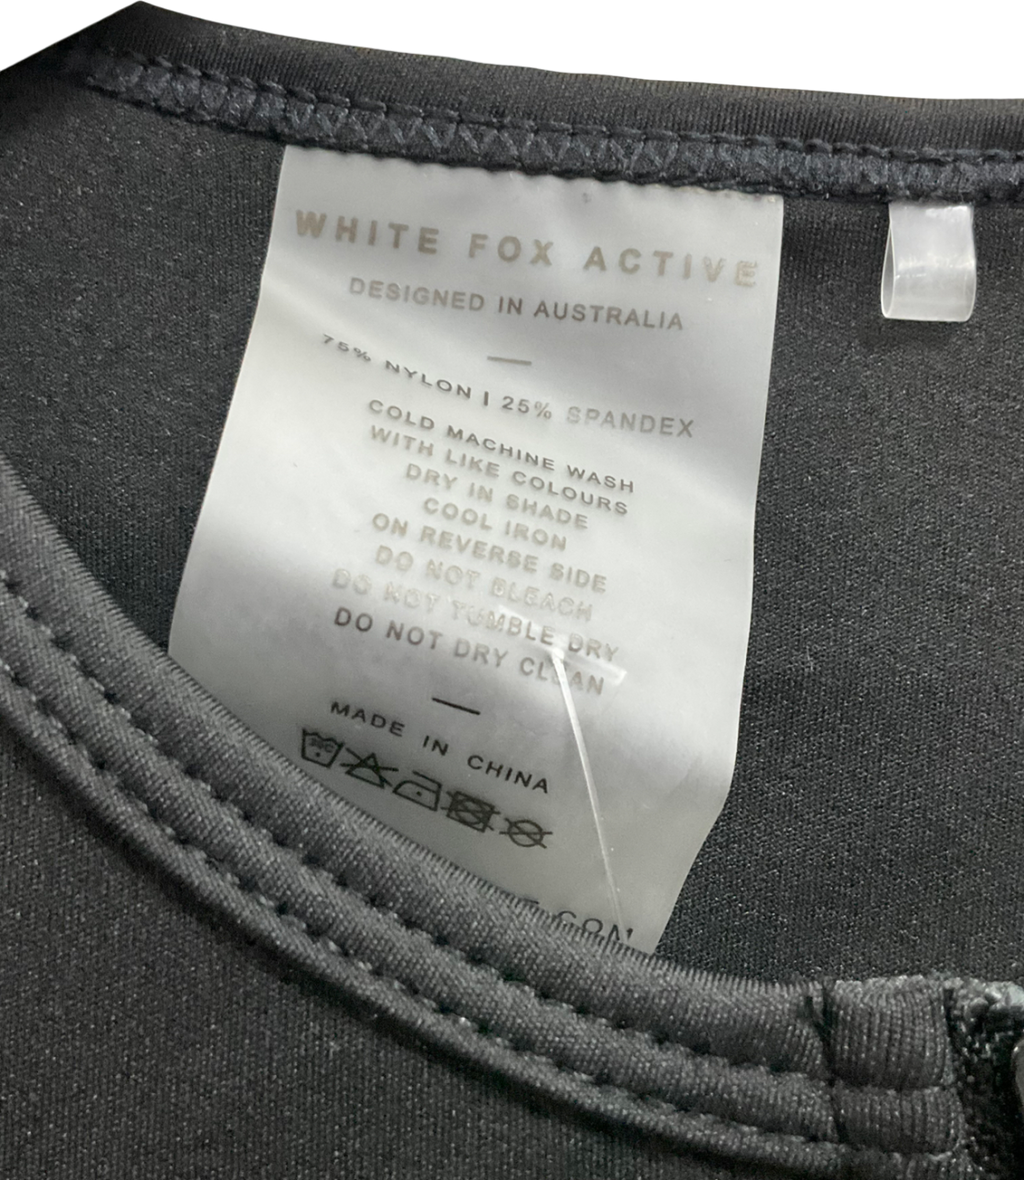 WHITE FOX ACTIVE
DESIGNED IN AUSTRALIA
75% NYLON | 25% SPANDEX
COLD MACHINE WASH
WITH LIKE COLOURS
DRY IN SHADE
COOL IRON
ON REVERSE SIDE
DO NOT BLEACH
DO NOT TUMBLE DRY
DO NOT DRY CLEAN
MADE IN CHINA